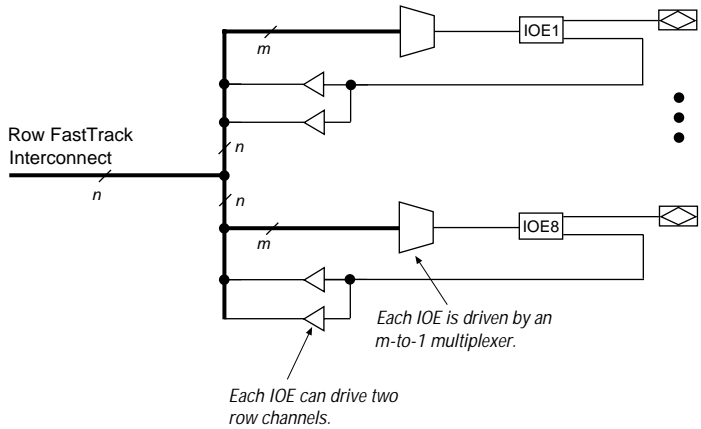 m
IOE1
n
Row FastTrack
Interconnect
n
n
m
IOE8
Each IOE is driven by an
m-to-1 multiplexer.
Each IOE can drive two
row channels.